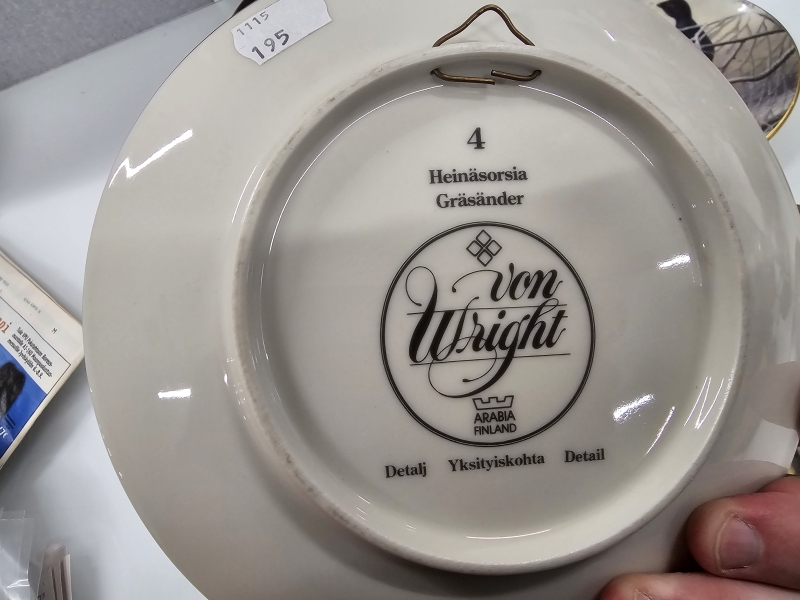 1115
195
4
Heinäsorsia
Gräsänder
von
Wright
ARABIA
FINLAND
Detalj Yksityiskohta Detail